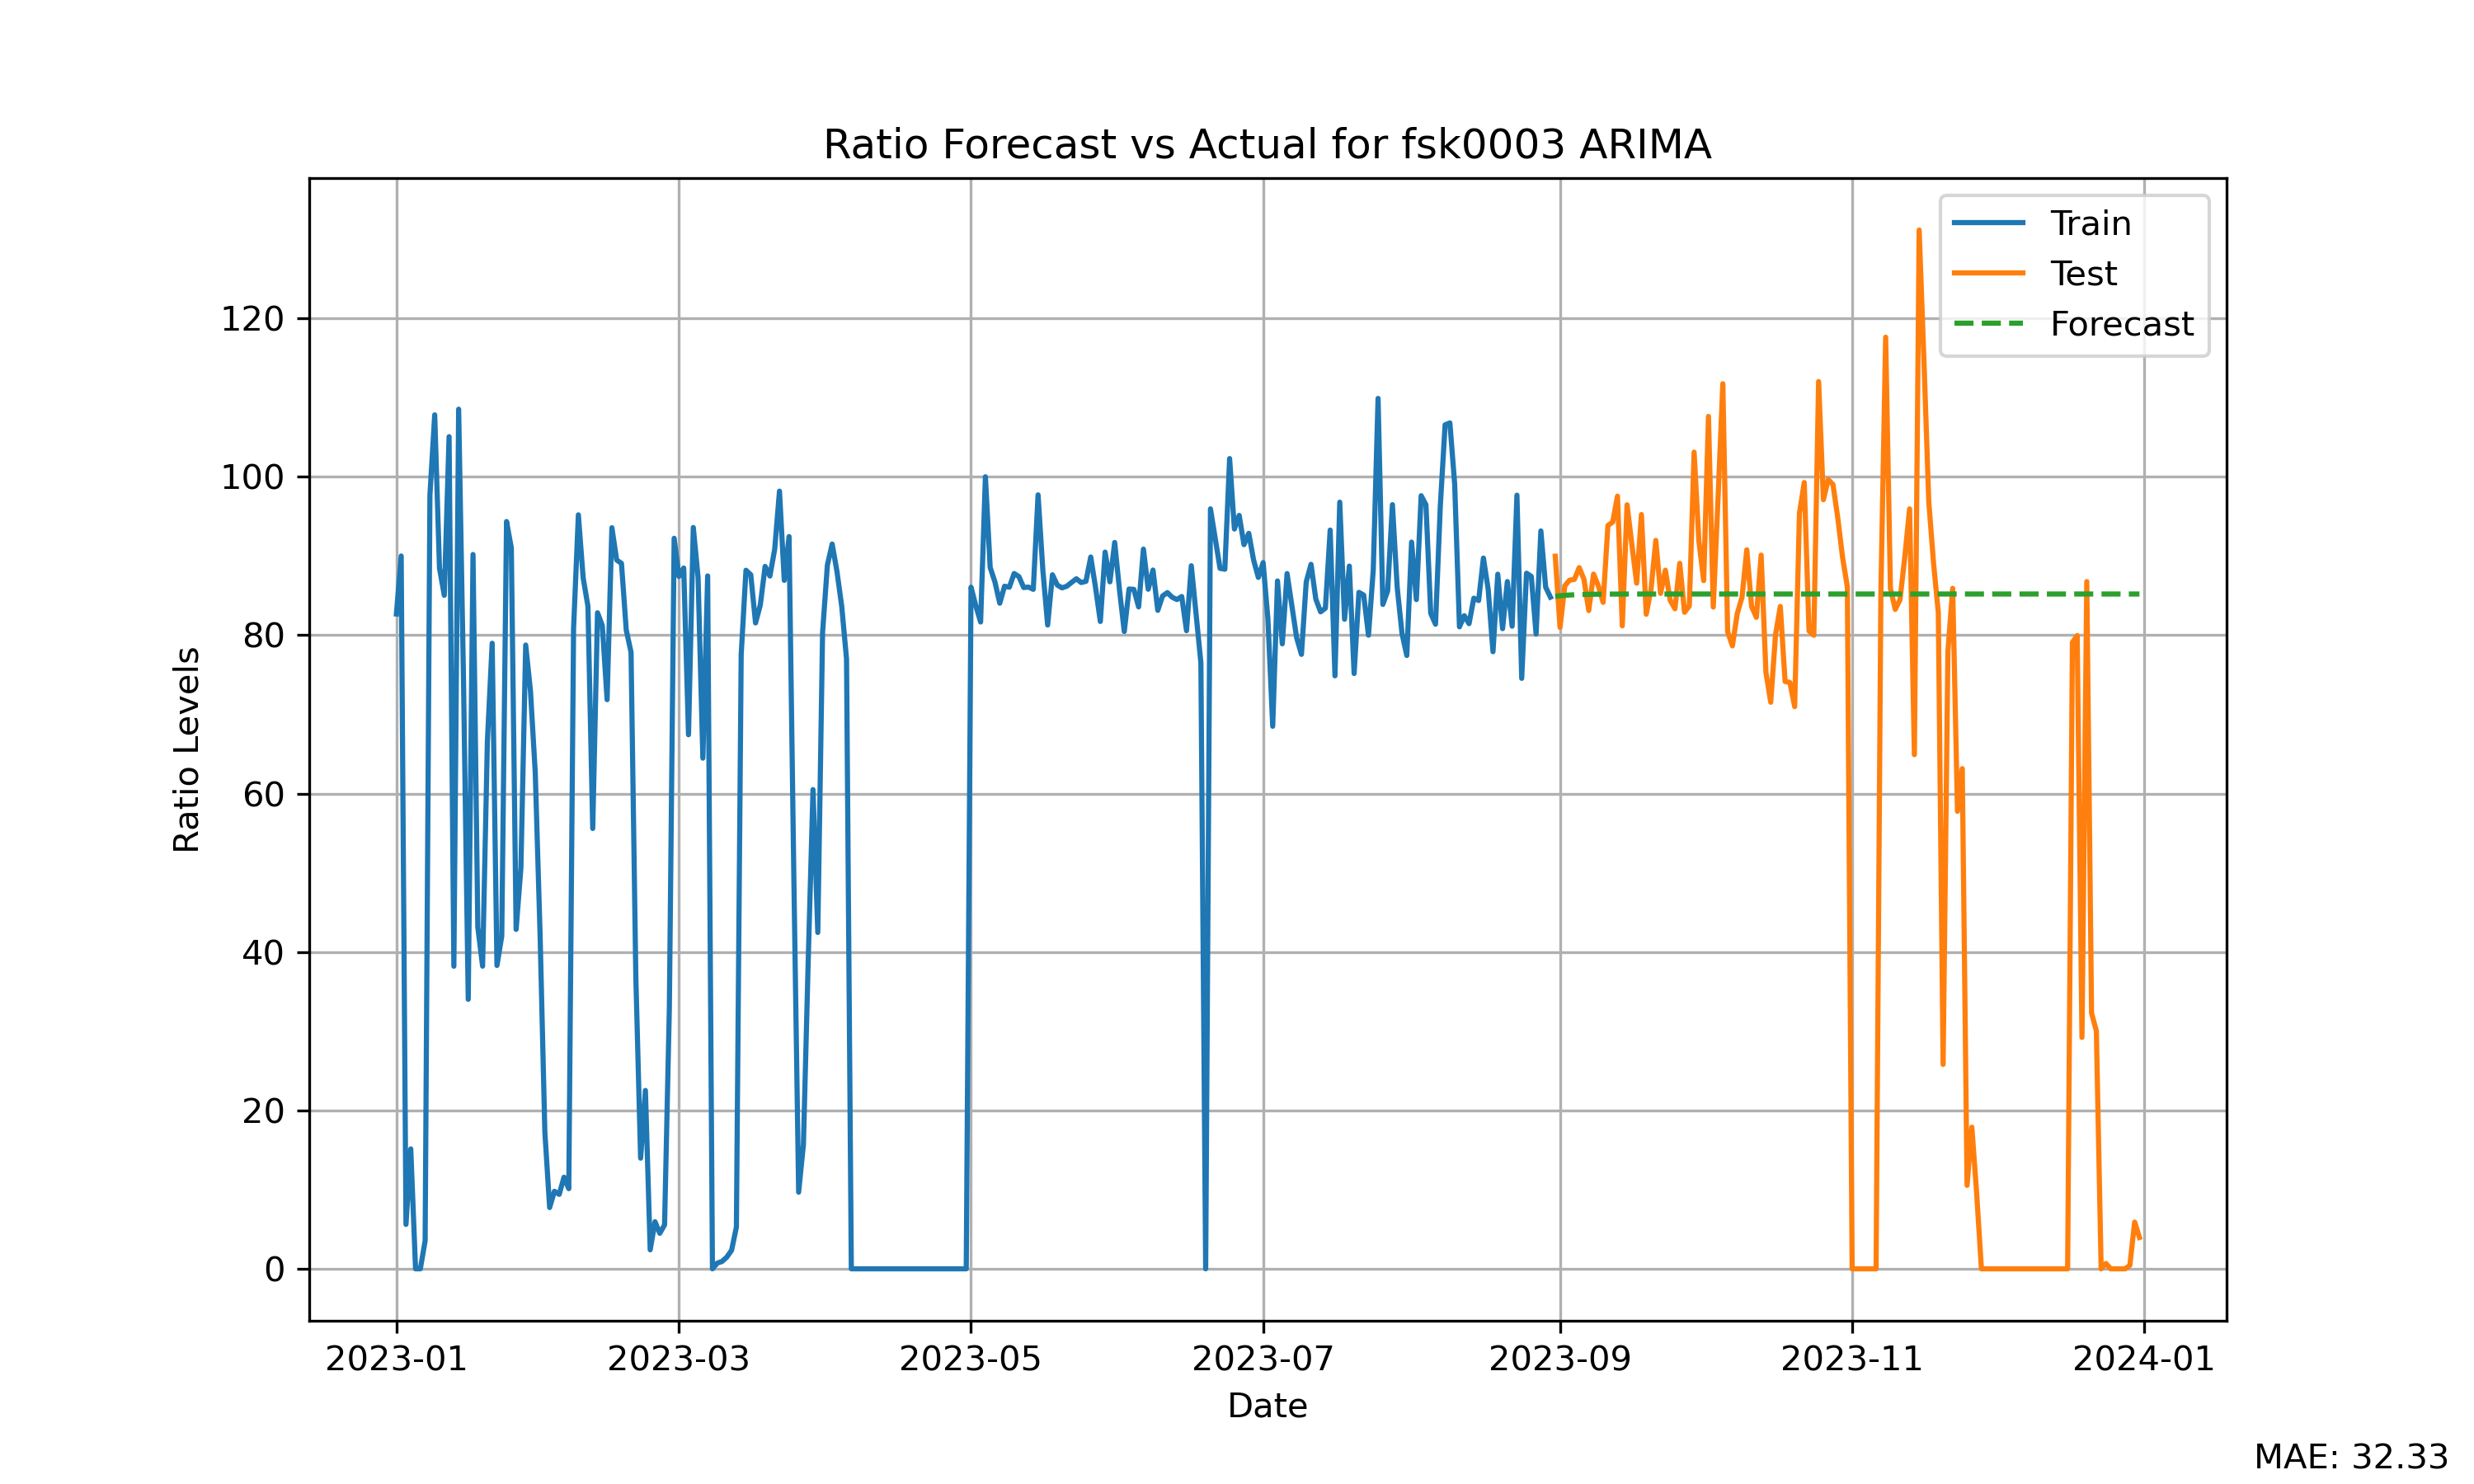 Ratio Forecast vs Actual for fsk0003 ARIMA
Train
Test
Forecast
120
100
80
60
40
20
0
Ratio Levels
2023-01
2023-03
2023-05
2023-07
2023-09
2023-11
2024-01
Date
MAE: 32.33